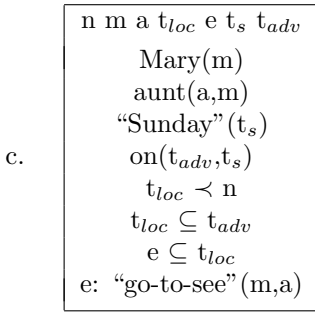 n m a t_loc e t_s t_adv
Mary(m)
aunt(a,m)
“Sunday”(t_s)
c. on(t_adv,t_s)
t_loc ≺ n
t_loc ⊆ t_adv
e ⊆ t_loc
e: “go-to-see”(m,a)